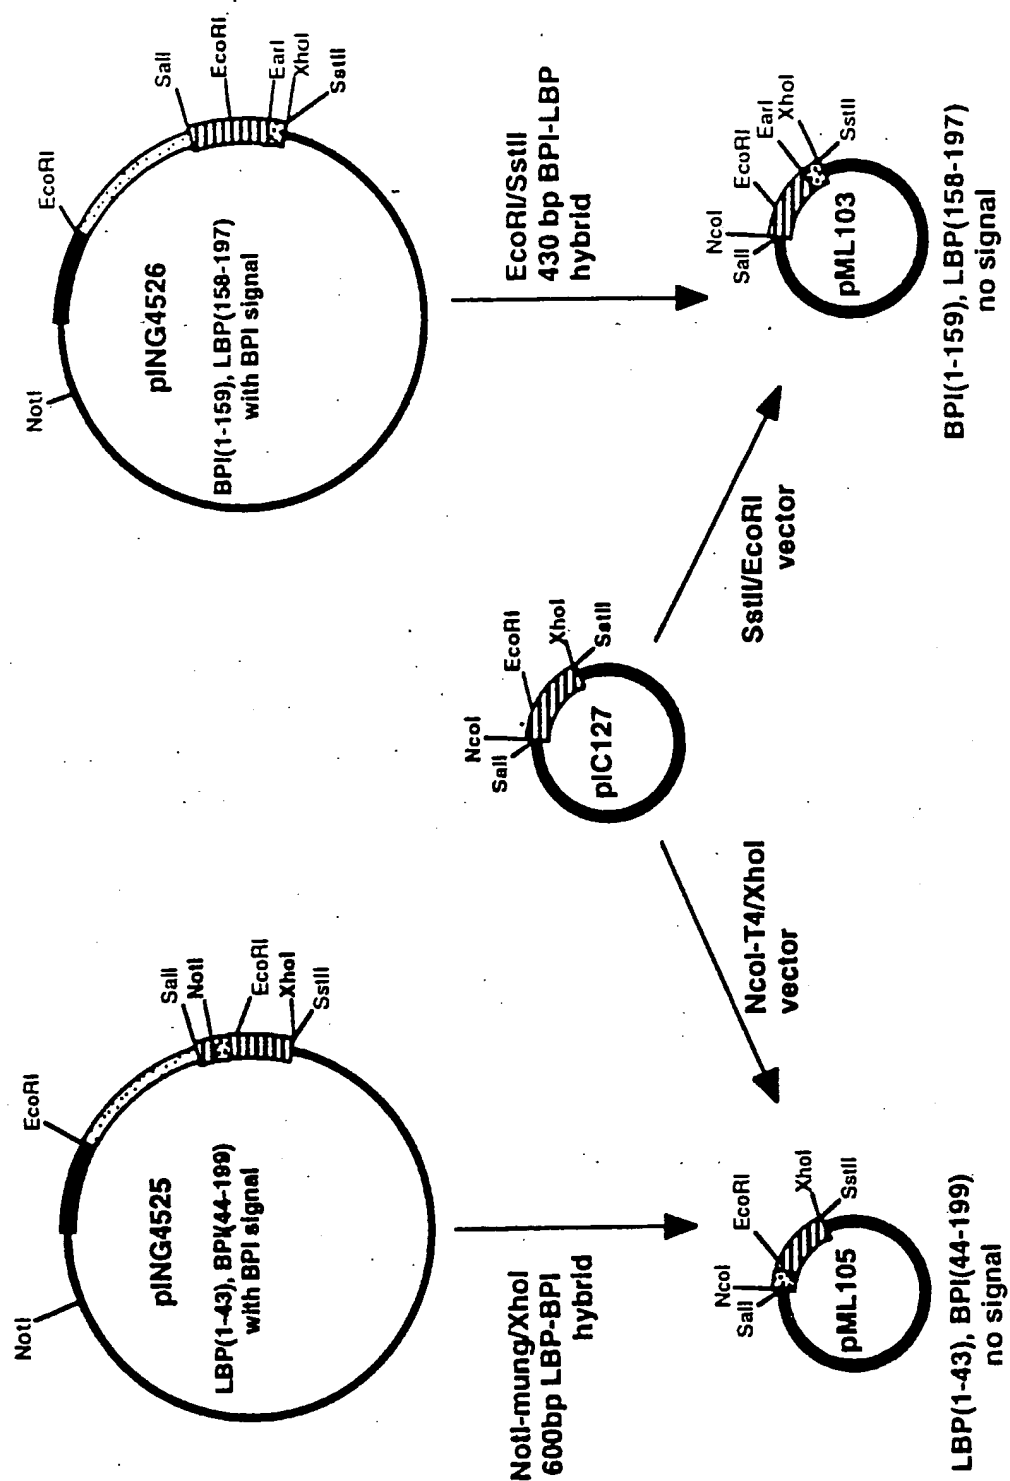 NotI
EcoRI
SalI
NotI
EcoRI
XhoI
SstII
pING4525
LBP(1-43), BPI(44-199)
with BPI signal
NotI
EcoRI
SalI
EcoRI
EarI
XhoI
SstII
pING4526
BPI(1-159), LBP(158-197)
with BPI signal
NotI-mung/XhoI
600bp LBP-BPI
hybrid
NcoI
SalI
EcoRI
XhoI
SstII
pIC127
EcoRI/SstII
430 bp BPI-LBP
hybrid
NcoI-T4/XhoI
vector
SstII/EcoRI
vector
NcoI
SalI
EcoRI
XhoI
SstII
pML105
LBP(1-43), BPI(44-199)
no signal
NcoI
SalI
EcoRI
EarI
XhoI
SstII
pML103
BPI(1-159), LBP(158-197)
no signal